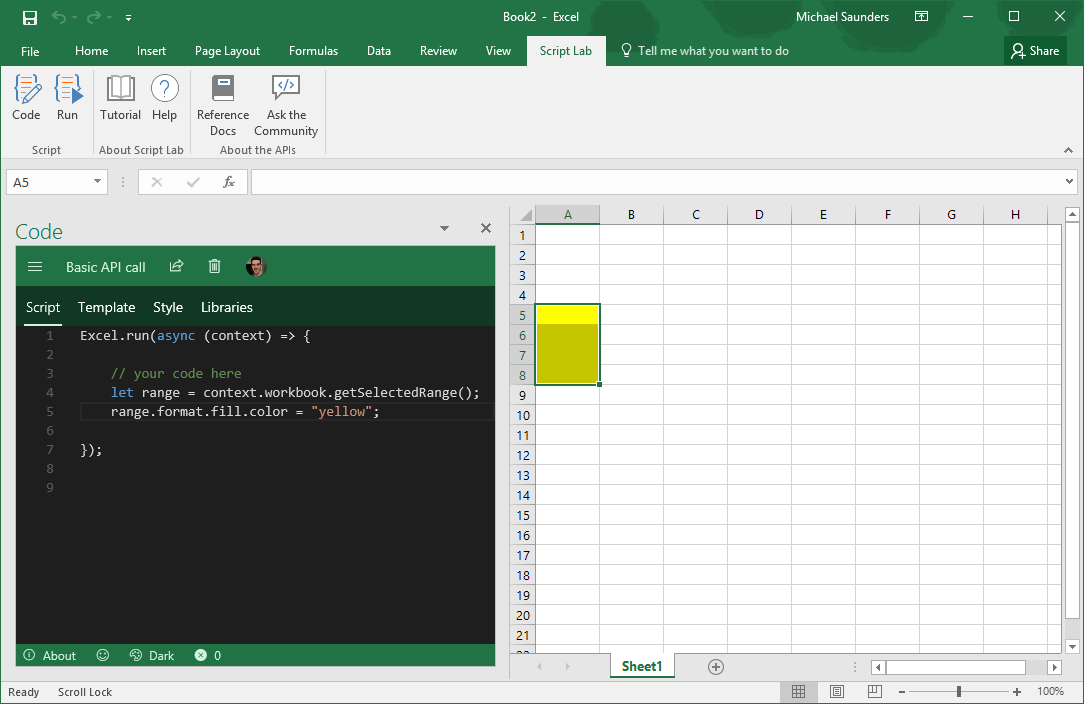 Book2 - Excel
Michael Saunders
File Home Insert Page Layout Formulas Data Review View Script Lab Tell me what you want to do Share
Code Run Tutorial Help Reference Docs Ask the Community
Script About Script Lab About the APIs
A5 fx
Code
Basic API call
Script Template Style Libraries
1 Excel.run(async (context) => {
2
3 // your code here
4 let range = context.workbook.getSelectedRange();
5 range.format.fill.color = "yellow";
6
7 });
8
9
About Dark 0
A B C D E F G H
1
2
3
4
5
6
7
8
9
10
11
12
13
14
15
16
17
18
19
20
21
Sheet1
Ready Scroll Lock 100%